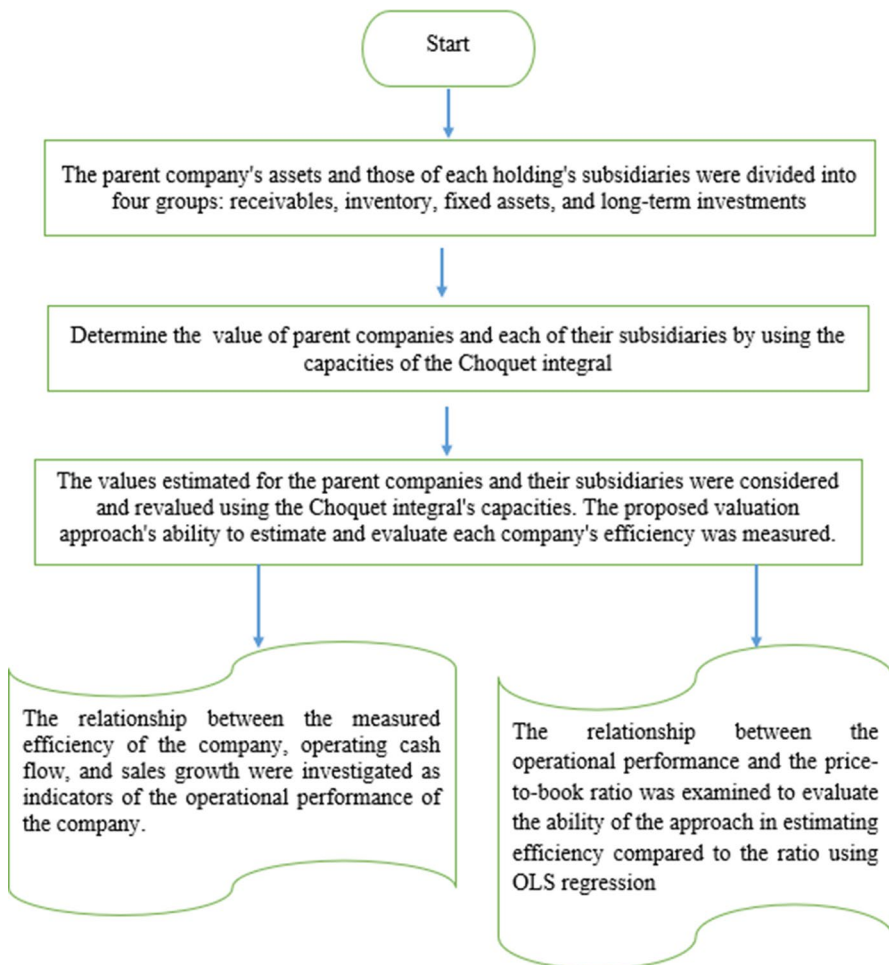 Start
The parent company's assets and those of each holding's subsidiaries were divided into
four groups: receivables, inventory, fixed assets, and long-term investments
Determine the value of parent companies and each of their subsidiaries by using the
capacities of the Choquet integral
The values estimated for the parent companies and their subsidiaries were considered
and revalued using the Choquet integral's capacities. The proposed valuation
approach's ability to estimate and evaluate each company's efficiency was measured.
The relationship between the measured
efficiency of the company, operating cash
flow, and sales growth were investigated as
indicators of the operational performance of
the company.
The relationship between the
operational performance and the price-
to-book ratio was examined to evaluate
the ability of the approach in estimating
efficiency compared to the ratio using
OLS regression